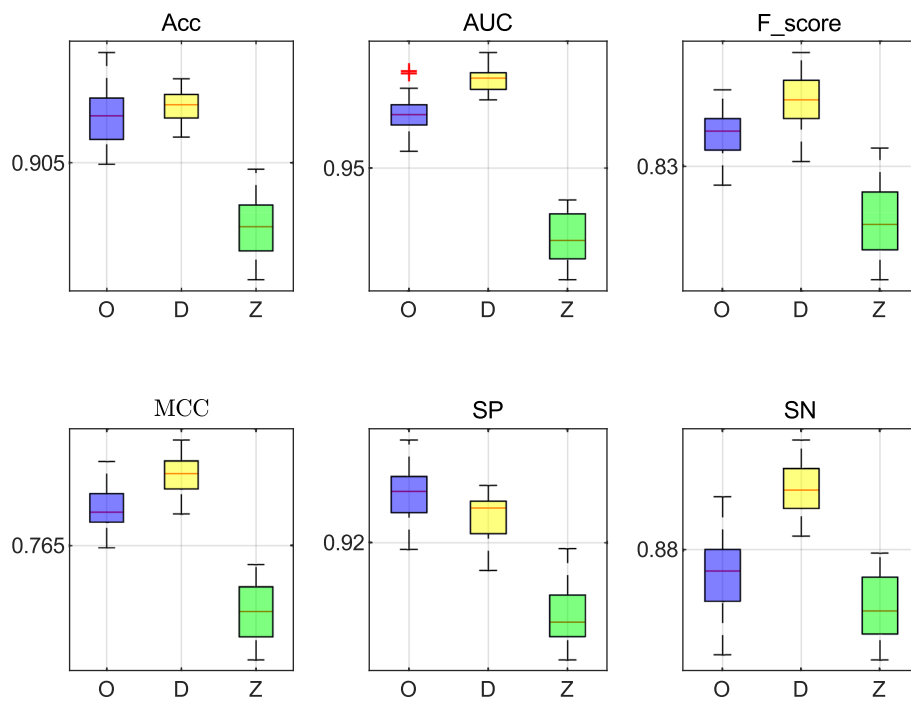 Acc
AUC
F_score
0.905
0.95
0.83
O D Z
O D Z
O D Z
MCC
SP
SN
0.765
0.92
0.88
O D Z
O D Z
O D Z